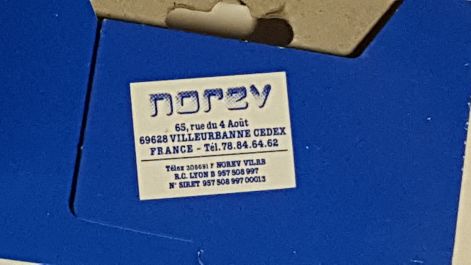 norev
65, rue du 4 Août
69628 VILLEURBANNE CEDEX
FRANCE - Tél. 78.84.64.62
Télex 306691 F NOREV VILRB
R.C. LYON B 957 508 997
N° SIRET 957 508 997 00013